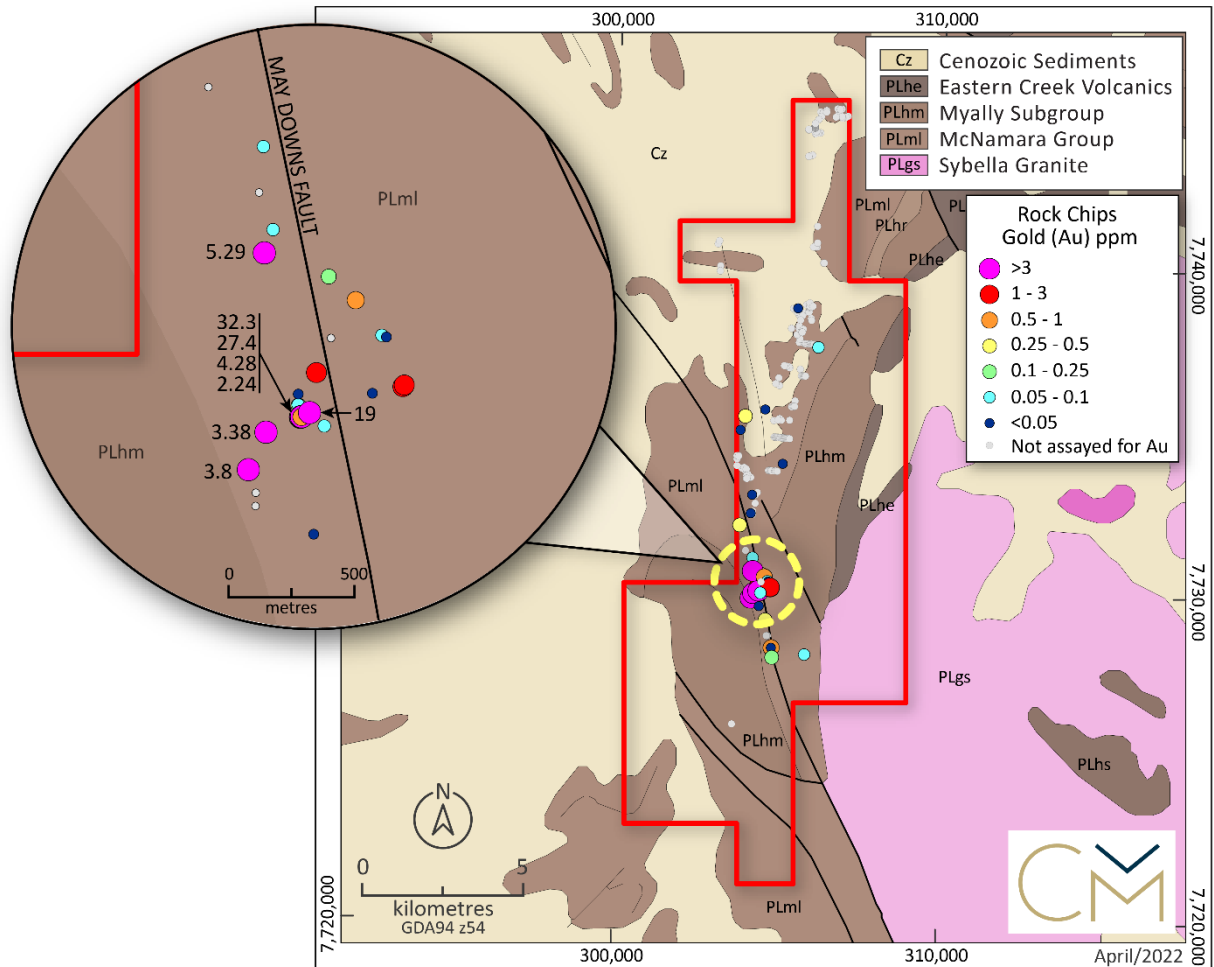 300,000
310,000
Cz Cenozoic Sediments
PLhe Eastern Creek Volcanics
PLhm Myally Subgroup
PLml McNamara Group
PLgs Sybella Granite
Rock Chips
Gold (Au) ppm
>3
1 - 3
0.5 - 1
0.25 - 0.5
0.1 - 0.25
0.05 - 0.1
<0.05
Not assayed for Au
MAY DOWNS FAULT
PLml
5.29
32.3
27.4
4.28
2.24
19
3.38
PLhm
3.8
0 500
metres
Cz
PLml
PLhr
PL
PLhe
7,740,000
PLhm
PLml
PLhe
7,730,000
PLgs
PLhm
PLhs
N
0 5
kilometres
GDA94 z54
PLml
CM
7,720,000
7,720,000
300,000
310,000
April/2022